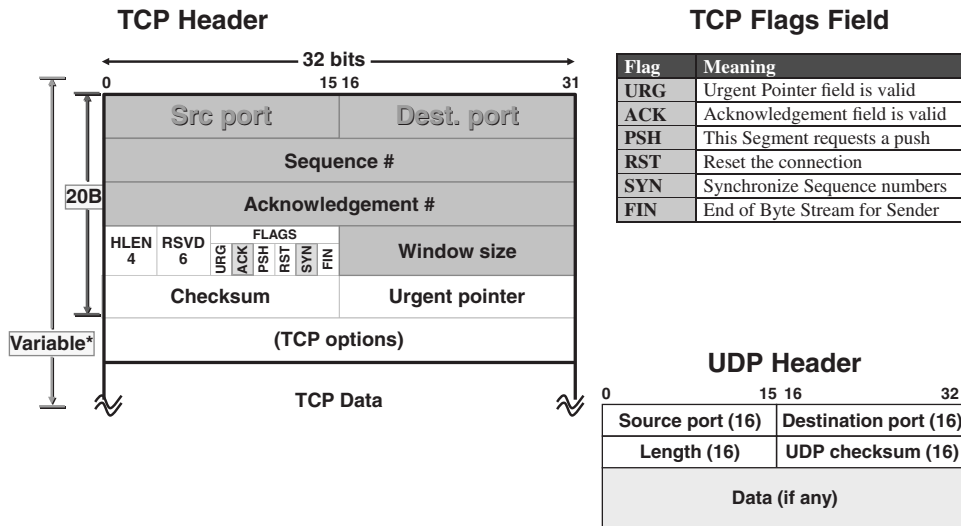 TCP Header
32 bits
0 15 16 31
Src port Dest. port
Sequence #
20B
Acknowledgement #
HLEN
4
RSVD
6
FLAGS
URG
ACK
PSH
RST
SYN
FIN
Window size
Checksum Urgent pointer
Variable*
(TCP options)
TCP Data
TCP Flags Field
Flag Meaning
URG Urgent Pointer field is valid
ACK Acknowledgement field is valid
PSH This Segment requests a push
RST Reset the connection
SYN Synchronize Sequence numbers
FIN End of Byte Stream for Sender
UDP Header
0 15 16 32
Source port (16) Destination port (16)
Length (16) UDP checksum (16)
Data (if any)